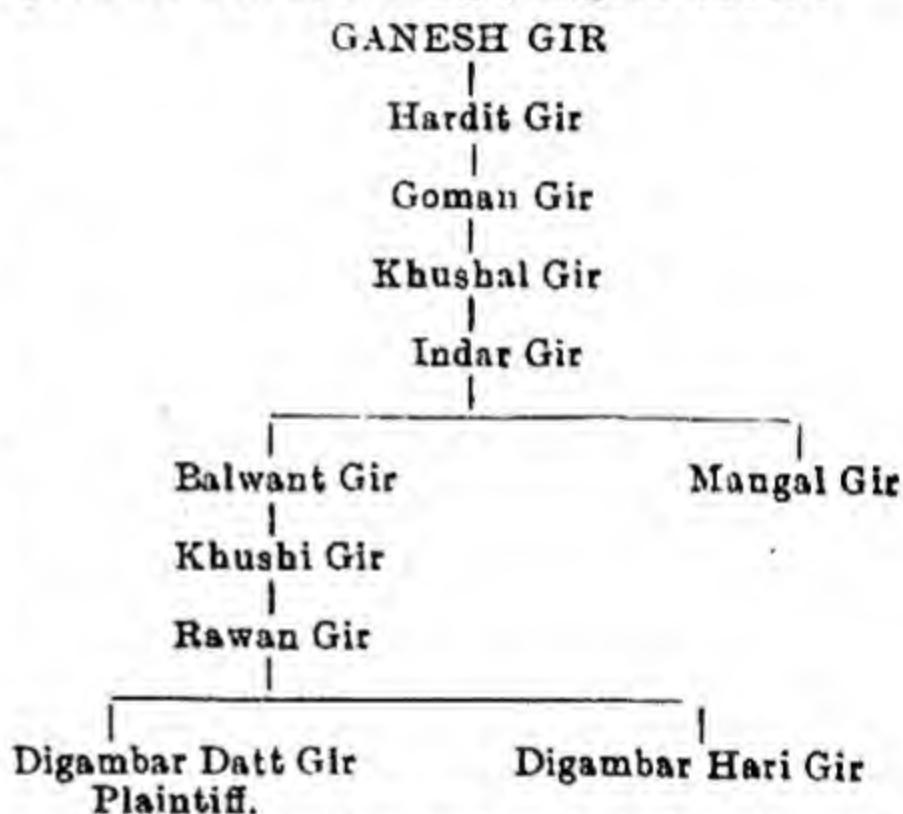 GANESH GIR
Hardit Gir
Goman Gir
Khushal Gir
Indar Gir
Balwant Gir Mangal Gir
Khushi Gir
Rawan Gir
Digambar Datt Gir Digambar Hari Gir
Plaintiff.